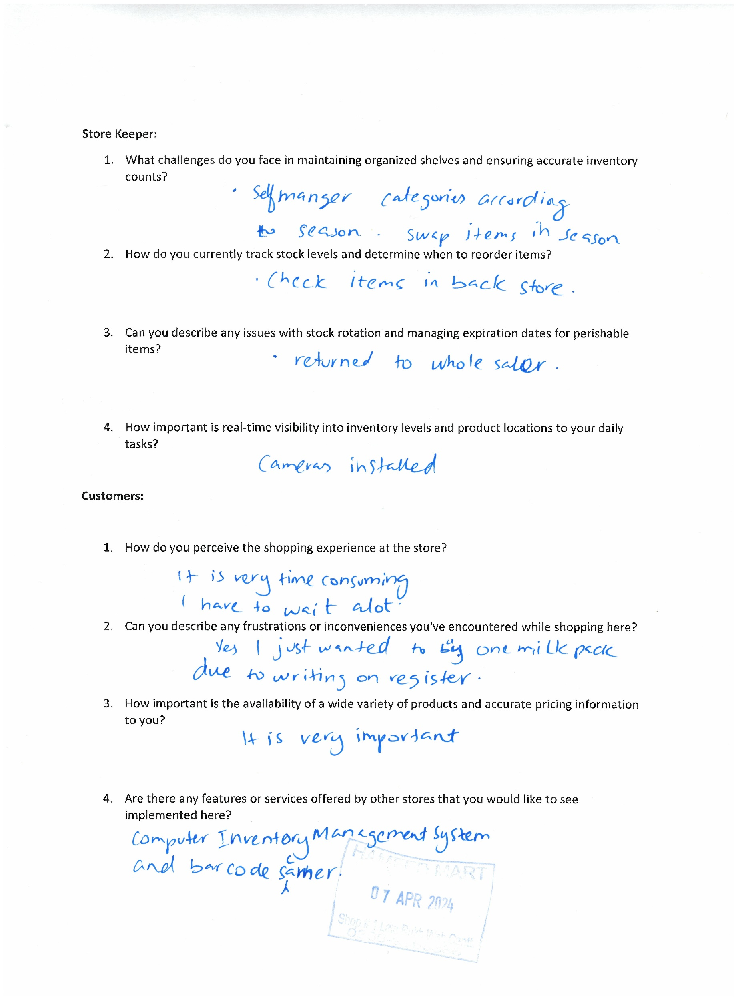 Store Keeper:
1. What challenges do you face in maintaining organized shelves and ensuring accurate inventory
counts?
· Self manger categories according
to season . swap items in season
2. How do you currently track stock levels and determine when to reorder items?
· Check items in back store.
3. Can you describe any issues with stock rotation and managing expiration dates for perishable
items?
· returned to whole saler.
4. How important is real-time visibility into inventory levels and product locations to your daily
tasks?
Cameras installed
Customers:
1. How do you perceive the shopping experience at the store?
It is very time consuming
I have to wait alot.
2. Can you describe any frustrations or inconveniences you've encountered while shopping here?
Yes I just wanted to buy one milk pack
due to writing on register.
3. How important is the availability of a wide variety of products and accurate pricing information
to you?
It is very important
4. Are there any features or services offered by other stores that you would like to see
implemented here?
Computer Inventory Management System
and bar code scanner.
MART
07 APR 2024
Shop # 1